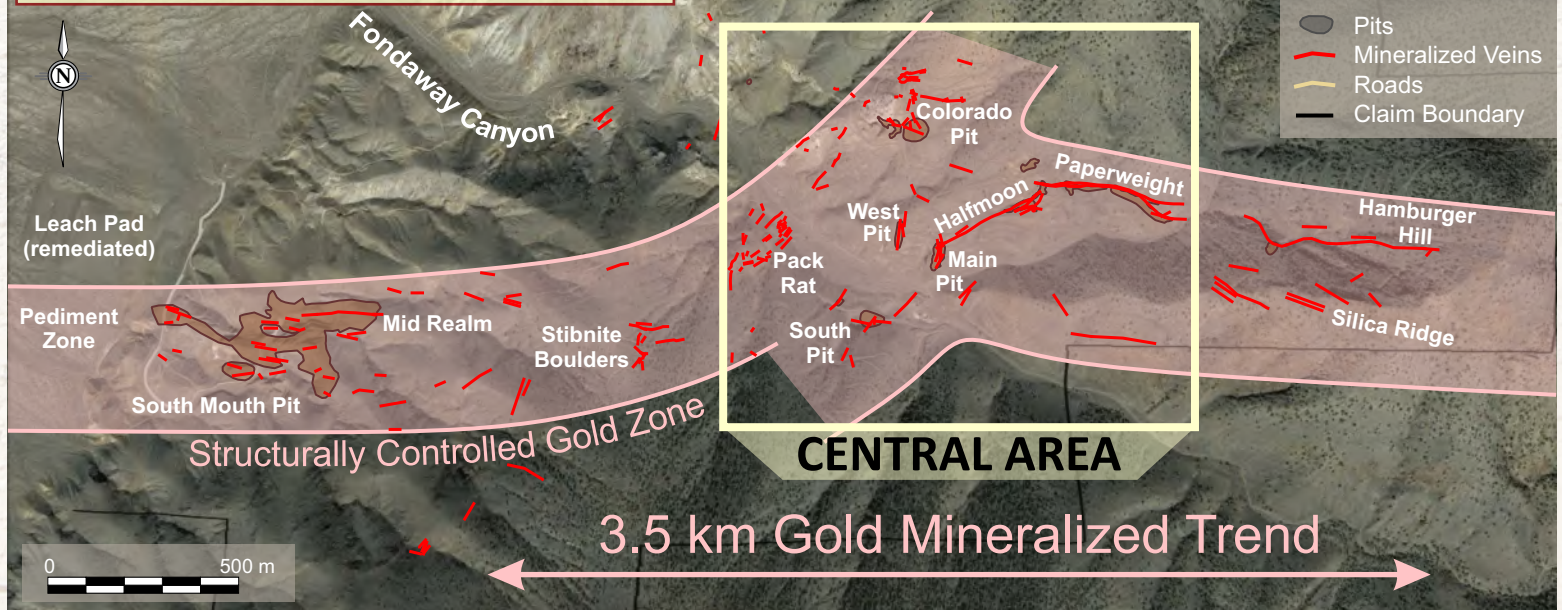 Pits
Mineralized Veins
Roads
Claim Boundary
N
Fondaway Canyon
Colorado
Pit
Paperweight
Halfmoon
West
Pit
Hamburger
Hill
Leach Pad
(remediated)
Pack
Rat
Main
Pit
Pediment
Zone
Mid Realm
Stibnite
Boulders
South
Pit
Silica Ridge
South Mouth Pit
Structurally Controlled Gold Zone
CENTRAL AREA
3.5 km Gold Mineralized Trend
0 500 m